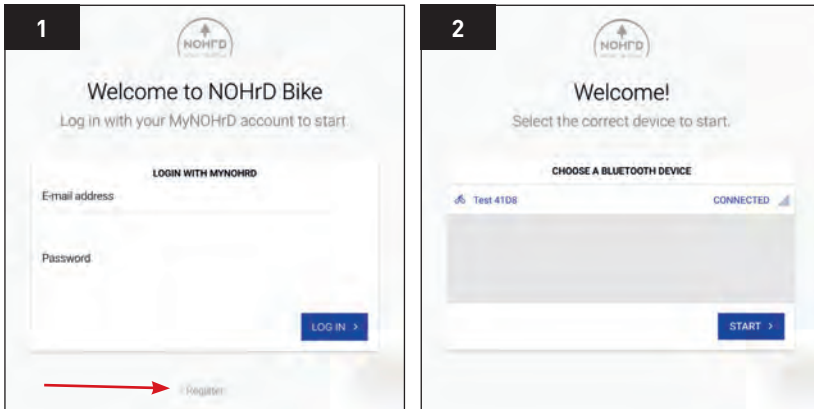 1
NOHrD
Welcome to NOHrD Bike
Log in with your MyNOHrD account to start
LOGIN WITH MYNOHRD
E-mail address
Password
LOG IN >
Register
2
NOHrD
Welcome!
Select the correct device to start.
CHOOSE A BLUETOOTH DEVICE
Test 41D8 CONNECTED
START >